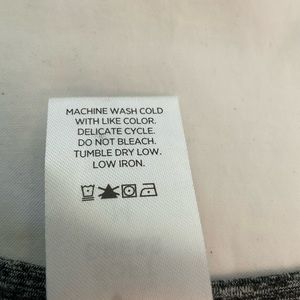 MACHINE WASH COLD
WITH LIKE COLOR.
DELICATE CYCLE.
DO NOT BLEACH.
TUMBLE DRY LOW.
LOW IRON.